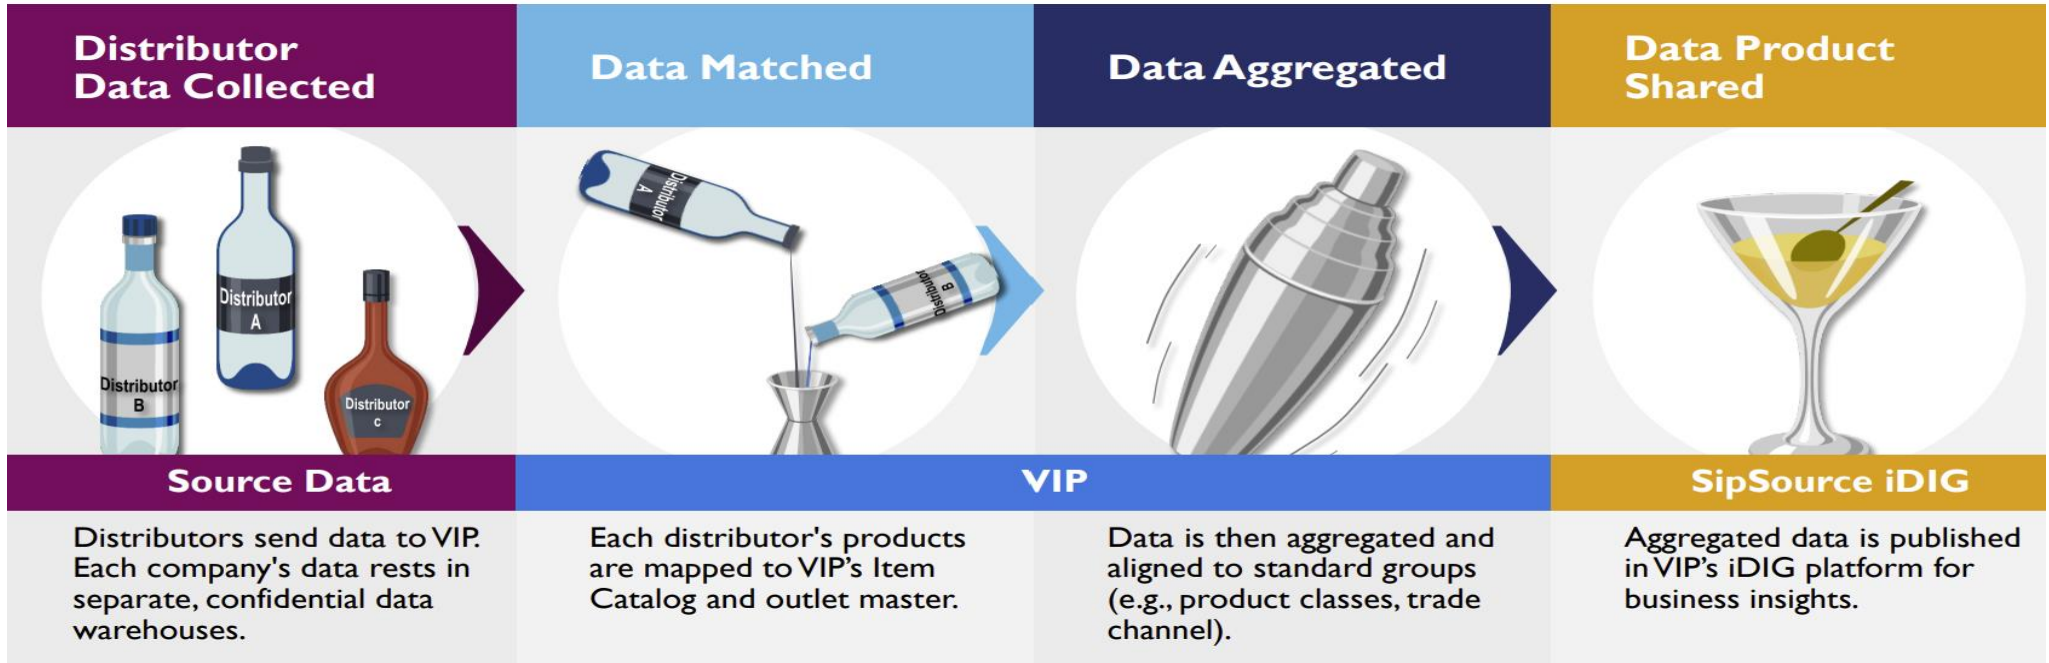 Distributor
Data Collected
Data Matched
Data Aggregated
Data Product
Shared
Distributor
A
Distributor
B
Distributor
C
Distributor
A
Distributor
B
Source Data
VIP
SipSource iDIG
Distributors send data to VIP.
Each company's data rests in
separate, confidential data
warehouses.
Each distributor's products
are mapped to VIP’s Item
Catalog and outlet master.
Data is then aggregated and
aligned to standard groups
(e.g., product classes, trade
channel).
Aggregated data is published
in VIP’s iDIG platform for
business insights.